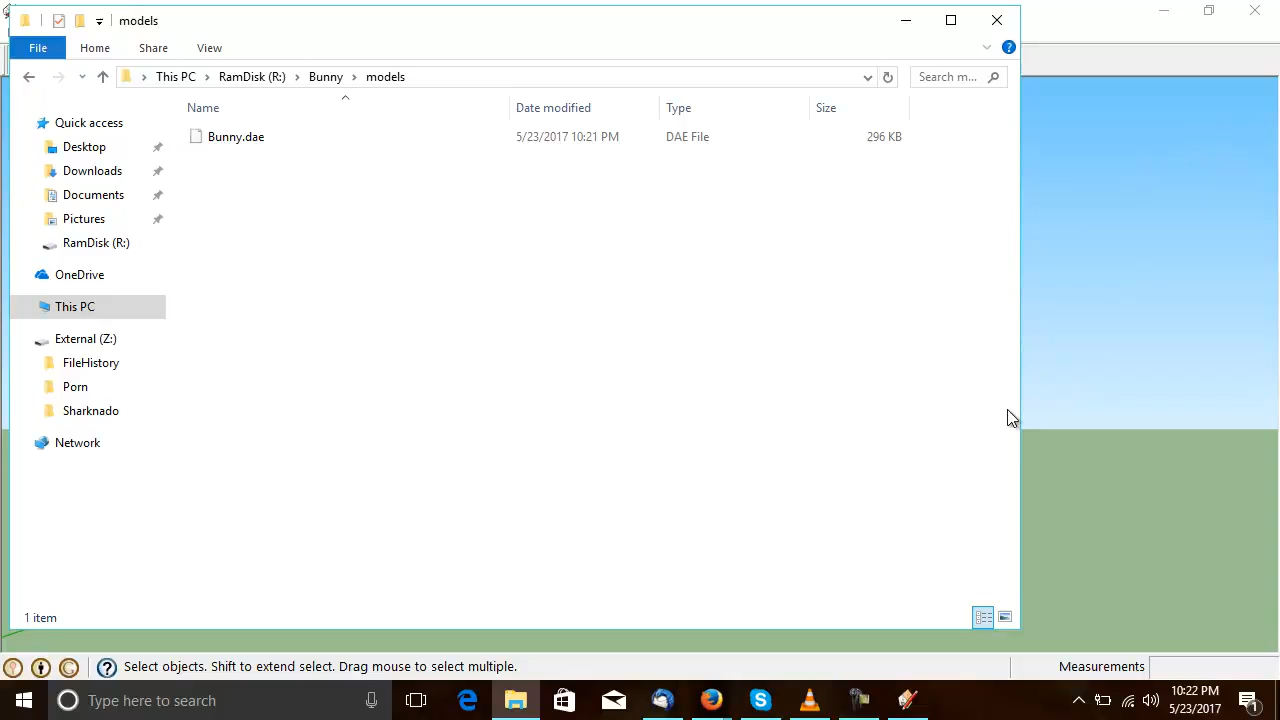 models
File Home Share View
This PC RamDisk (R:) Bunny models Search m...
Name Date modified Type Size
Bunny.dae 5/23/2017 10:21 PM DAE File 296 KB
Quick access
Desktop
Downloads
Documents
Pictures
RamDisk (R:)
OneDrive
This PC
External (Z:)
FileHistory
Porn
Sharknado
Network
1 item
Select objects. Shift to extend select. Drag mouse to select multiple. Measurements
Type here to search
10:22 PM
5/23/2017
1